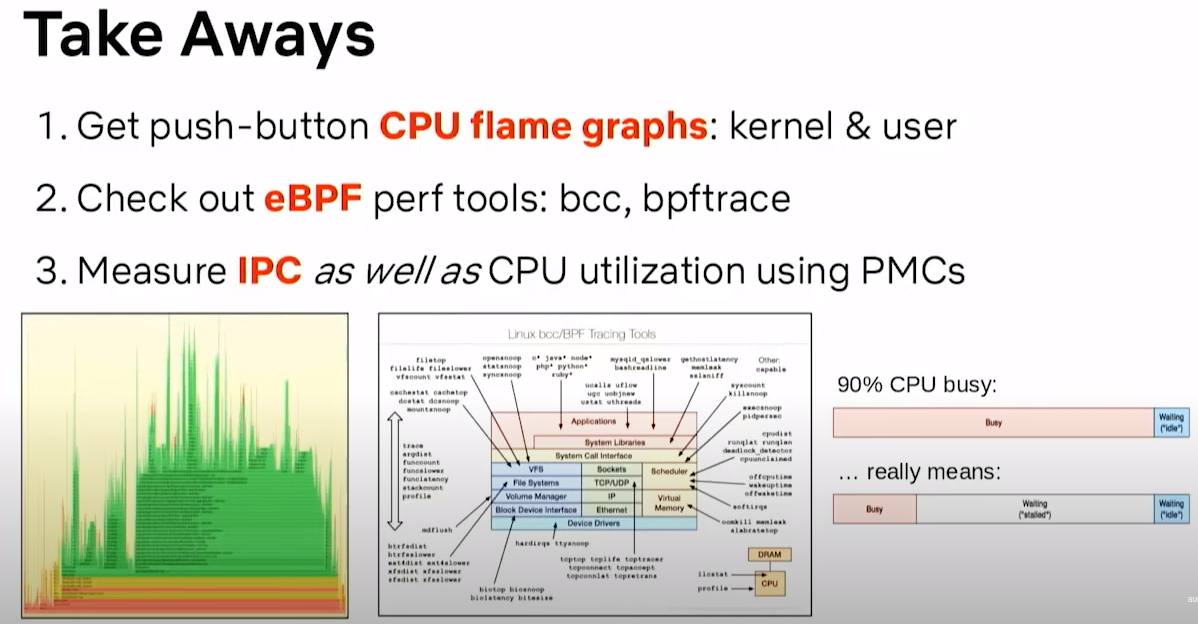 Take Aways
1. Get push-button CPU flame graphs: kernel & user
2. Check out eBPF perf tools: bcc, bpftrace
3. Measure IPC as well as CPU utilization using PMCs
Linux bcc/BPF Tracing Tools
filetop
filelife fileslower
vfscount vfsstat
opensnoop
statsnoop
syncsnoop
c* java* node*
php* python*
ruby*
mysqld_qslower
bashreadline
gethostlatency
memleak
sslsniff
Other:
capable
cachestat cachetop
dcstat dcsnoop
mountsnoop
ucalls uflow
ugc uobjnew
ustat uthreads
syscount
killsnoop
execsnoop
pidpersec
trace
argdist
funccount
funcslower
funclatency
stackcount
profile
Applications
System Libraries
System Call Interface
VFS
Sockets
Scheduler
File Systems
TCP/UDP
Volume Manager
IP
Virtual
Memory
Block Device Interface
Ethernet
Device Drivers
cpudist
runqlat runqlen
deadlock_detector
cpuunclaimed
offcputime
wakeuptime
offwaketime
softirqs
oomkill memleak
slabratetop
mdflush
hardirqs ttysnoop
btrfsdist
btrfsslower
ext4dist ext4slower
xfsdist xfsslower
zfsdist zfsslower
biotop biosnoop
biolatency bitesize
tcptop tcplife tcptracer
tcpconnect tcpaccept
tcpconnlat tcpretrans
DRAM
CPU
llcstat
profile
90% CPU busy:
Busy
Waiting
("idle")
... really means:
Busy
Waiting
("stalled")
Waiting
("idle")